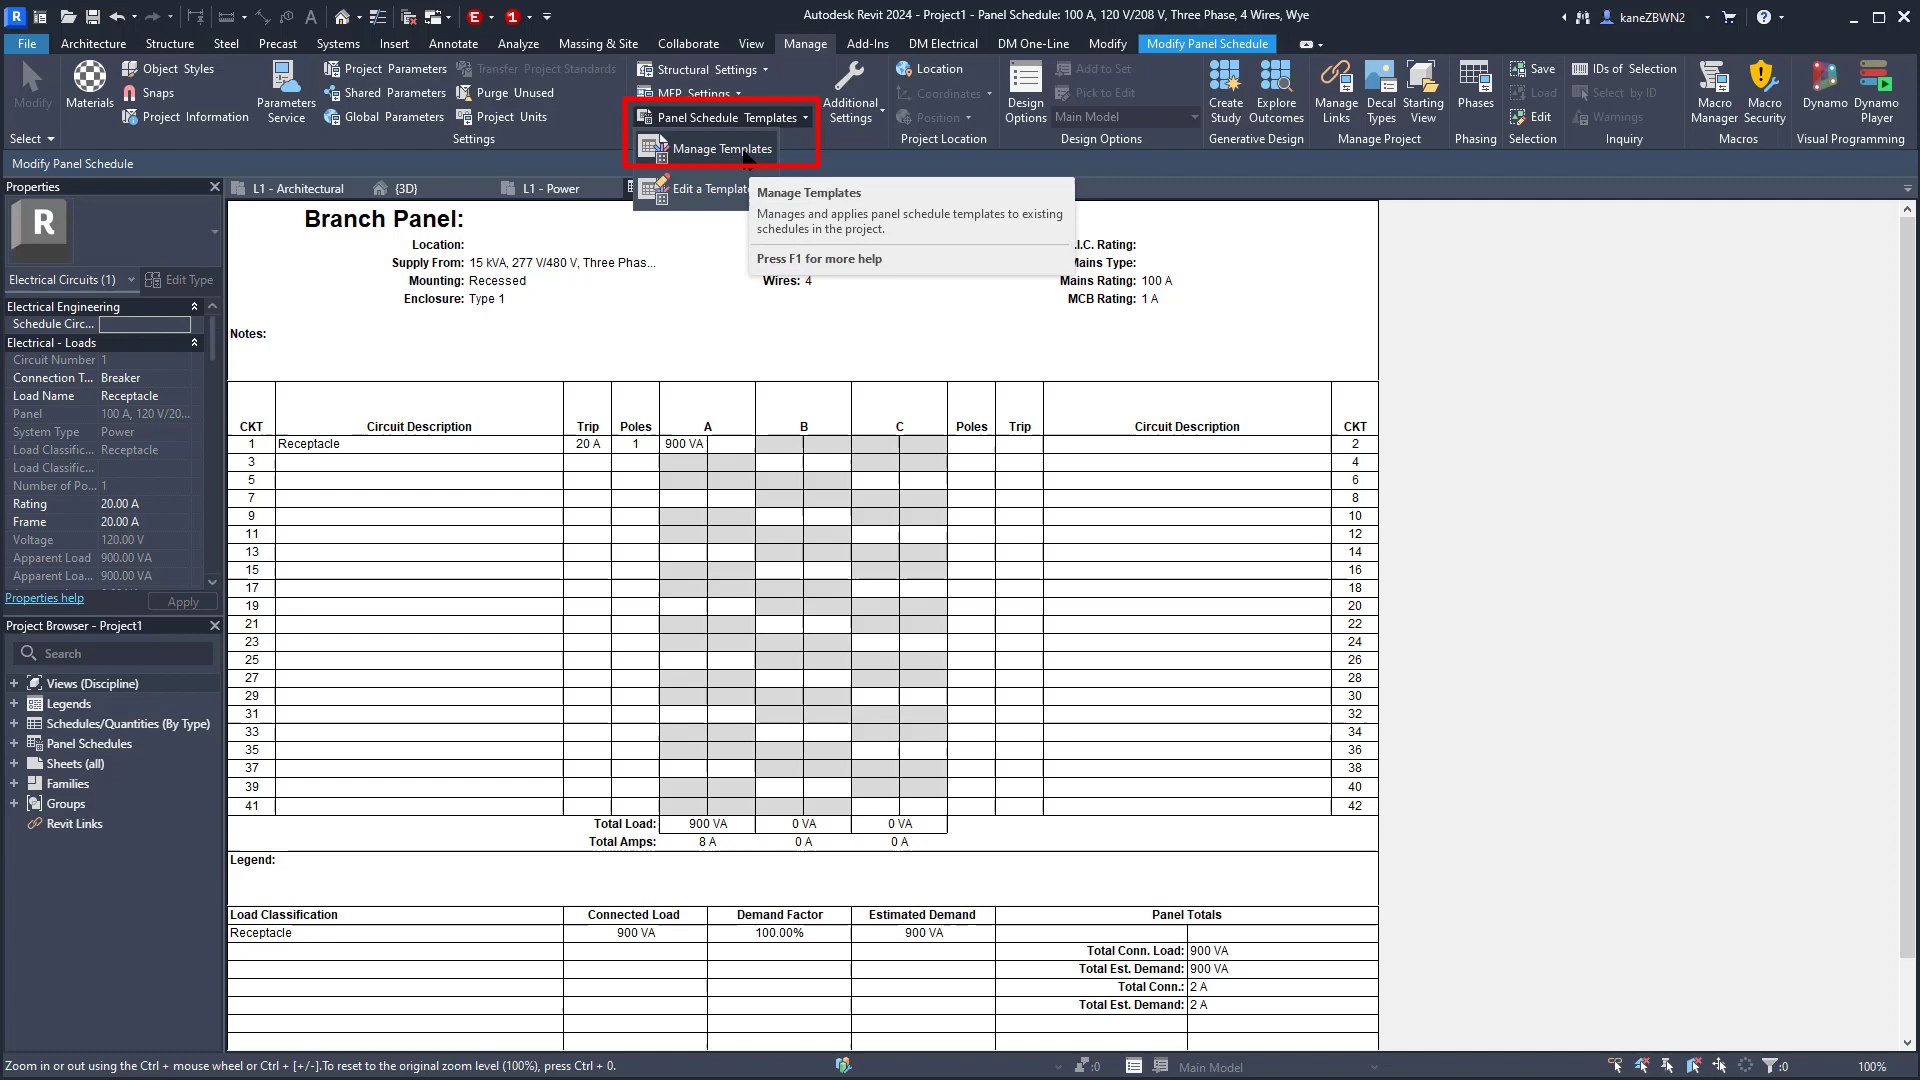 R
E
1
Autodesk Revit 2024 - Project1 - Panel Schedule: 100 A, 120 V/208 V, Three Phase, 4 Wires, Wye
kaneZBWN2
File Architecture Structure Steel Precast Systems Insert Annotate Analyze Massing & Site Collaborate View Manage Add-Ins DM Electrical DM One-Line Modify Modify Panel Schedule
Modify
Select
Materials
Object Styles
Snaps
Project Information
Parameters Service
Project Parameters
Shared Parameters
Global Parameters
Transfer Project Standards
Purge Unused
Project Units
Settings
Structural Settings
MEP Settings
Panel Schedule Templates
Manage Templates
Edit a Template
Additional Settings
Location
Coordinates
Position
Project Location
Design Options
Add to Set
Pick to Edit
Main Model
Design Options
Create Study
Explore Outcomes
Generative Design
Manage Links
Decal Types
Starting View
Manage Project
Phases
Phasing
Save
Load
Edit
Selection
IDs of Selection
Select by ID
Warnings
Inquiry
Macro Manager
Macro Security
Macros
Dynamo
Dynamo Player
Visual Programming
Modify Panel Schedule
L1 - Architectural {3D} L1 - Power
Manage Templates
Manages and applies panel schedule templates to existing
schedules in the project.
Press F1 for more help
Properties
R
Electrical Circuits (1) Edit Type
Electrical Engineering
Schedule Circ...
Electrical - Loads
Circuit Number 1
Connection T... Breaker
Load Name Receptacle
Panel 100 A, 120 V/20...
System Type Power
Load Classific... Receptacle
Load Classific...
Number of Po... 1
Rating 20.00 A
Frame 20.00 A
Voltage 120.00 V
Apparent Load 900.00 VA
Apparent Loa... 900.00 VA
Properties help Apply
Project Browser - Project1
Search
Views (Discipline)
Legends
Schedules/Quantities (By Type)
Panel Schedules
Sheets (all)
Families
Groups
Revit Links
Branch Panel:
Location:
Supply From: 15 kVA, 277 V/480 V, Three Phas...
Mounting: Recessed
Enclosure: Type 1
Wires: 4
.I.C. Rating:
Mains Type:
Mains Rating: 100 A
MCB Rating: 1 A
Notes:
CKT Circuit Description Trip Poles A B C Poles Trip Circuit Description CKT
1 Receptacle 20 A 1 900 VA 2
3 4
5 6
7 8
9 10
11 12
13 14
15 16
17 18
19 20
21 22
23 24
25 26
27 28
29 30
31 32
33 34
35 36
37 38
39 40
41 42
Total Load: 900 VA 0 VA 0 VA
Total Amps: 8 A 0 A 0 A
Legend:
Load Classification Connected Load Demand Factor Estimated Demand Panel Totals
Receptacle 900 VA 100.00% 900 VA
Total Conn. Load: 900 VA
Total Est. Demand: 900 VA
Total Conn.: 2 A
Total Est. Demand: 2 A
Zoom in or out using the Ctrl + mouse wheel or Ctrl + [+/-].To reset to the original zoom level (100%), press Ctrl + 0.
:0 Main Model :0 100%